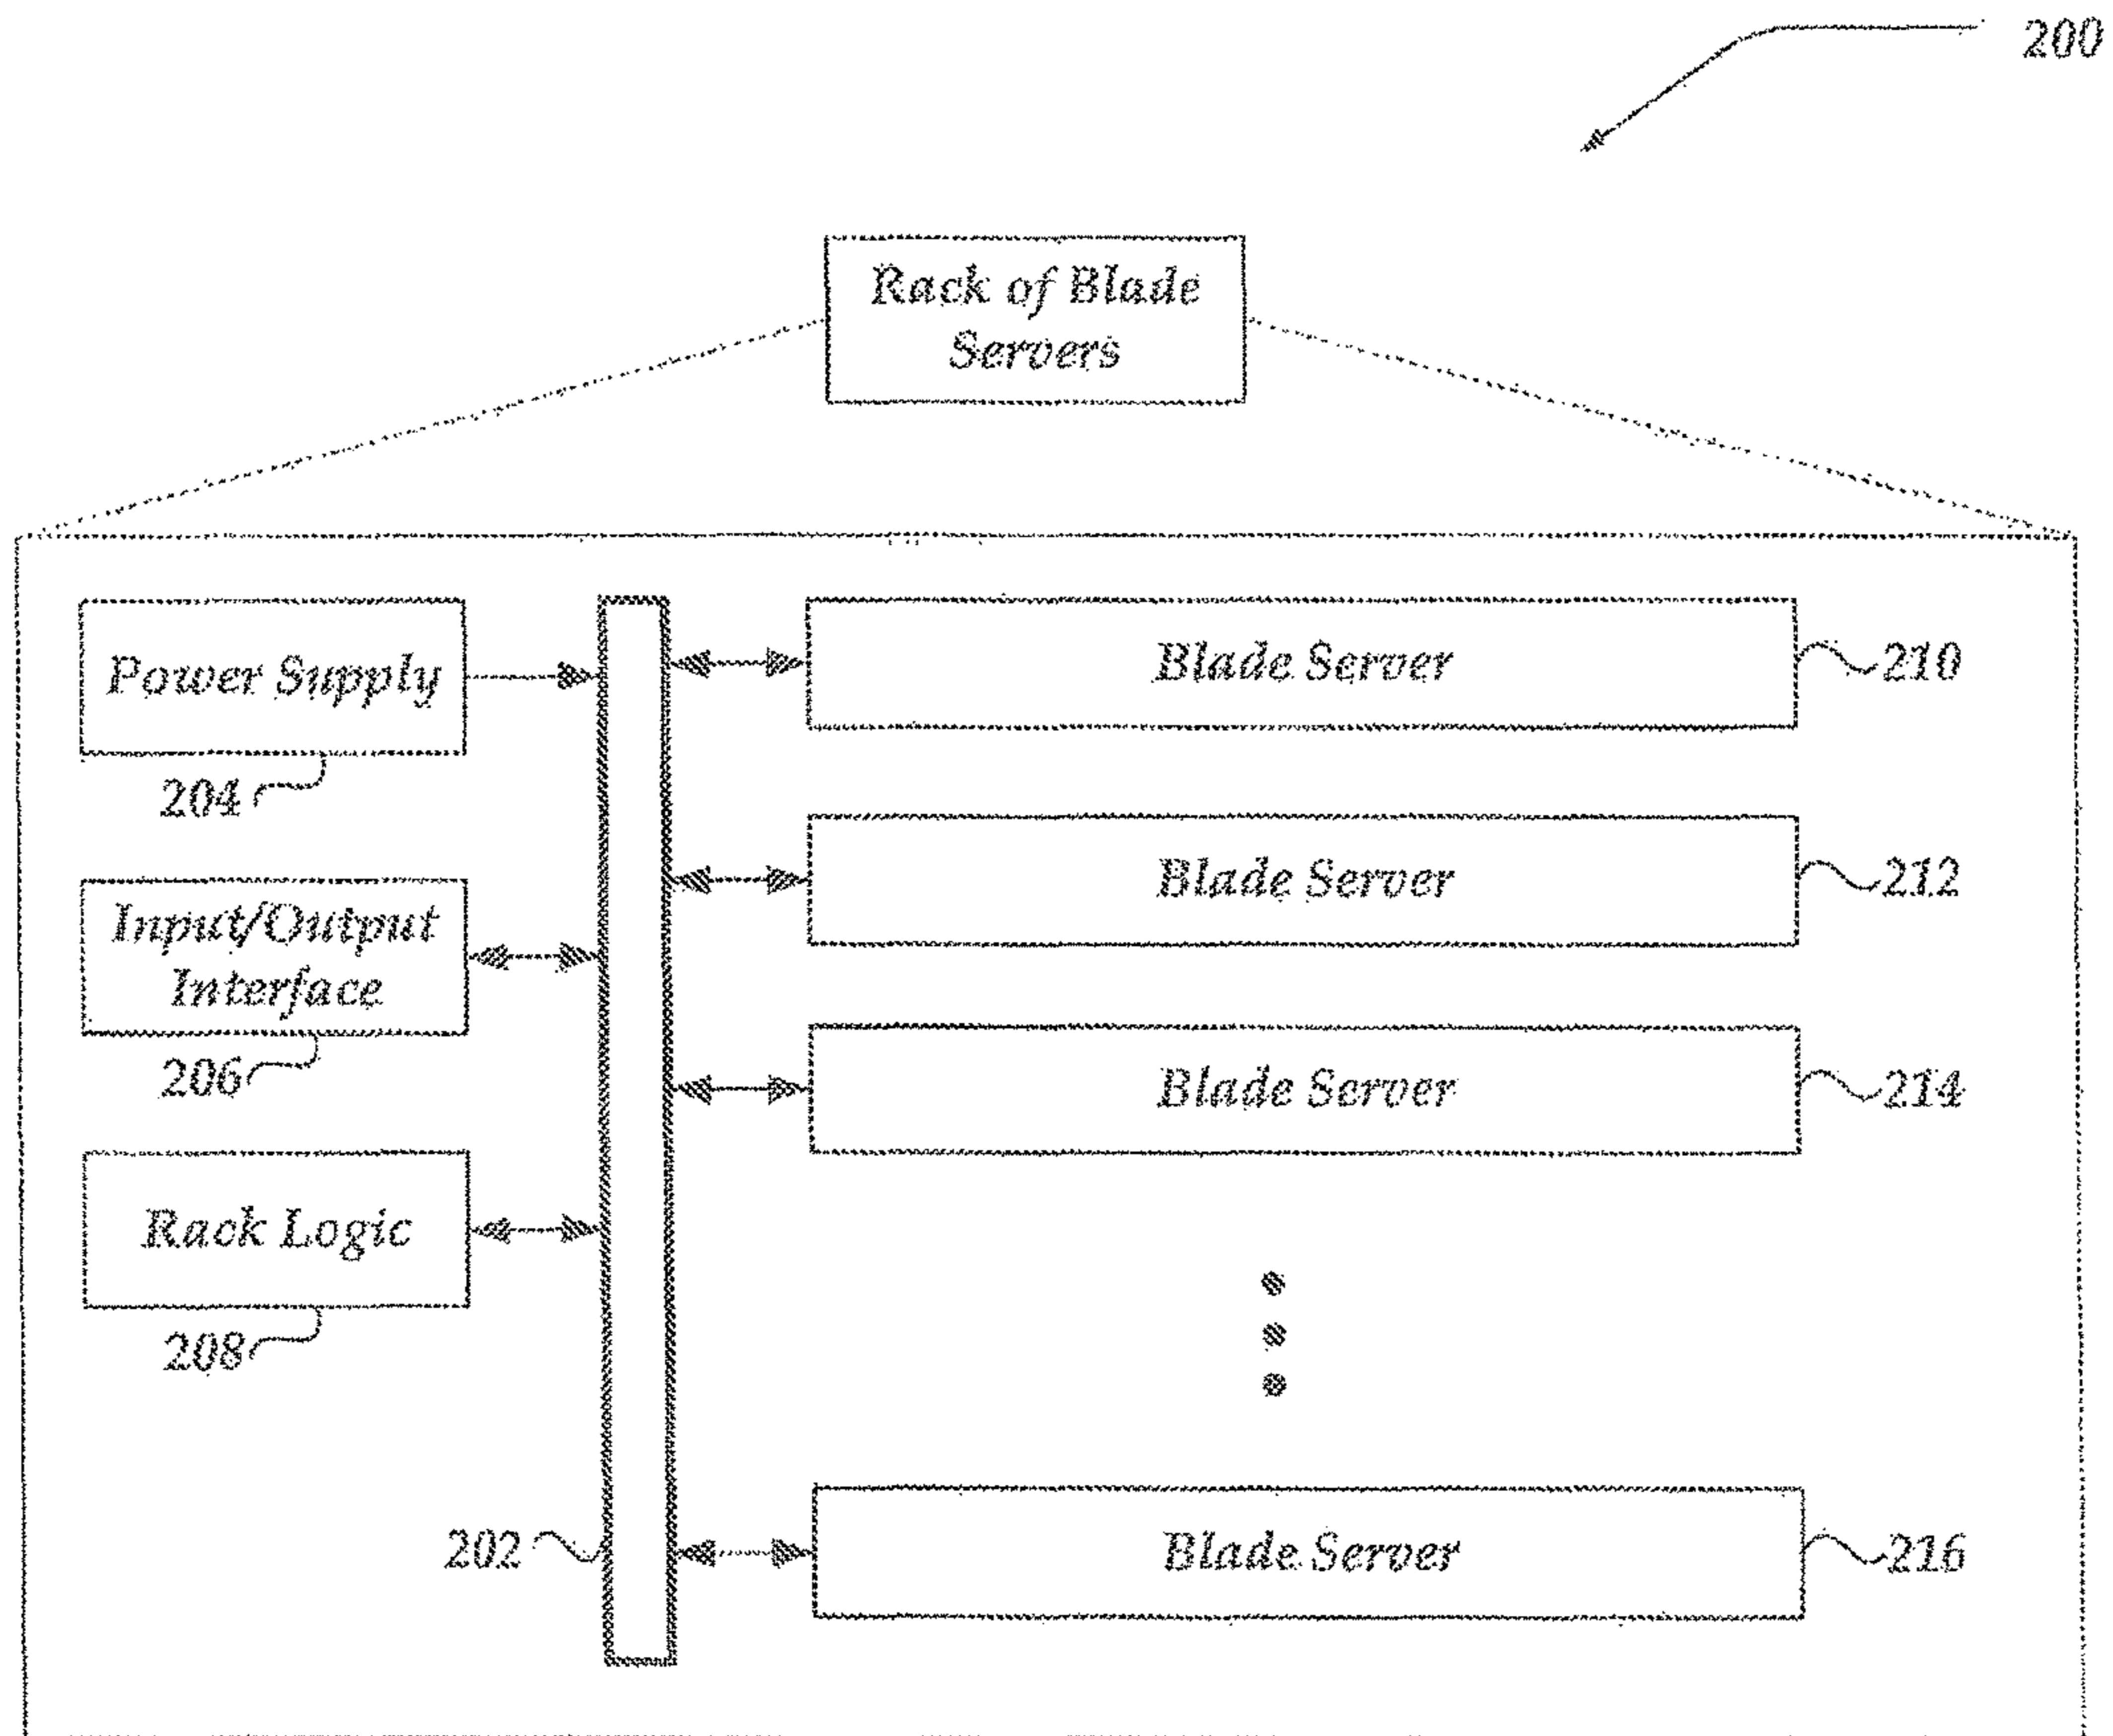 200
Rack of Blade
Servers
Power Supply
204
Input/Output
Interface
206
Rack Logic
208
202
Blade Server
210
Blade Server
212
Blade Server
214
Blade Server
216